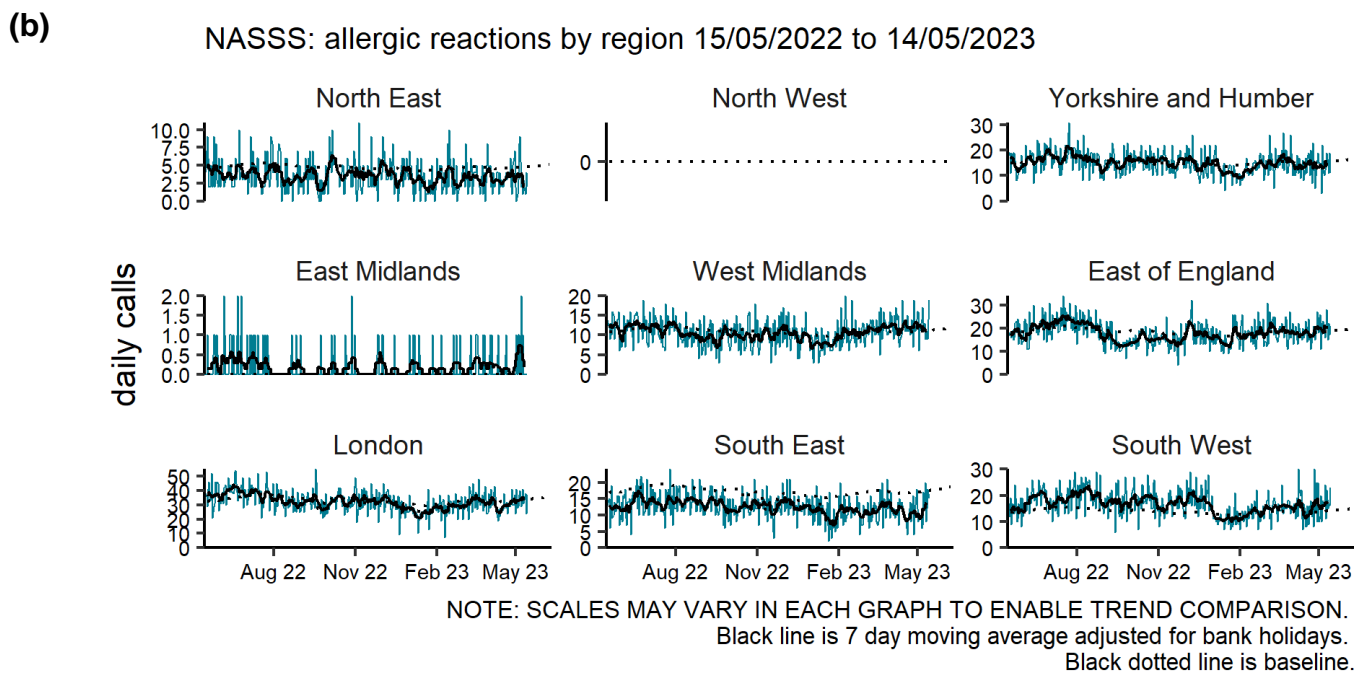 (b)
NASSS: allergic reactions by region 15/05/2022 to 14/05/2023
North East
North West
Yorkshire and Humber
10.0
7.5
5.0
2.5
0.0
0
30
20
10
0
East Midlands
West Midlands
East of England
daily calls
2.0
1.5
1.0
0.5
0.0
20
15
10
5
0
30
20
10
0
London
South East
South West
50
40
30
20
10
0
20
15
10
5
0
30
20
10
0
Aug 22 Nov 22 Feb 23 May 23
Aug 22 Nov 22 Feb 23 May 23
Aug 22 Nov 22 Feb 23 May 23
NOTE: SCALES MAY VARY IN EACH GRAPH TO ENABLE TREND COMPARISON.
Black line is 7 day moving average adjusted for bank holidays.
Black dotted line is baseline.